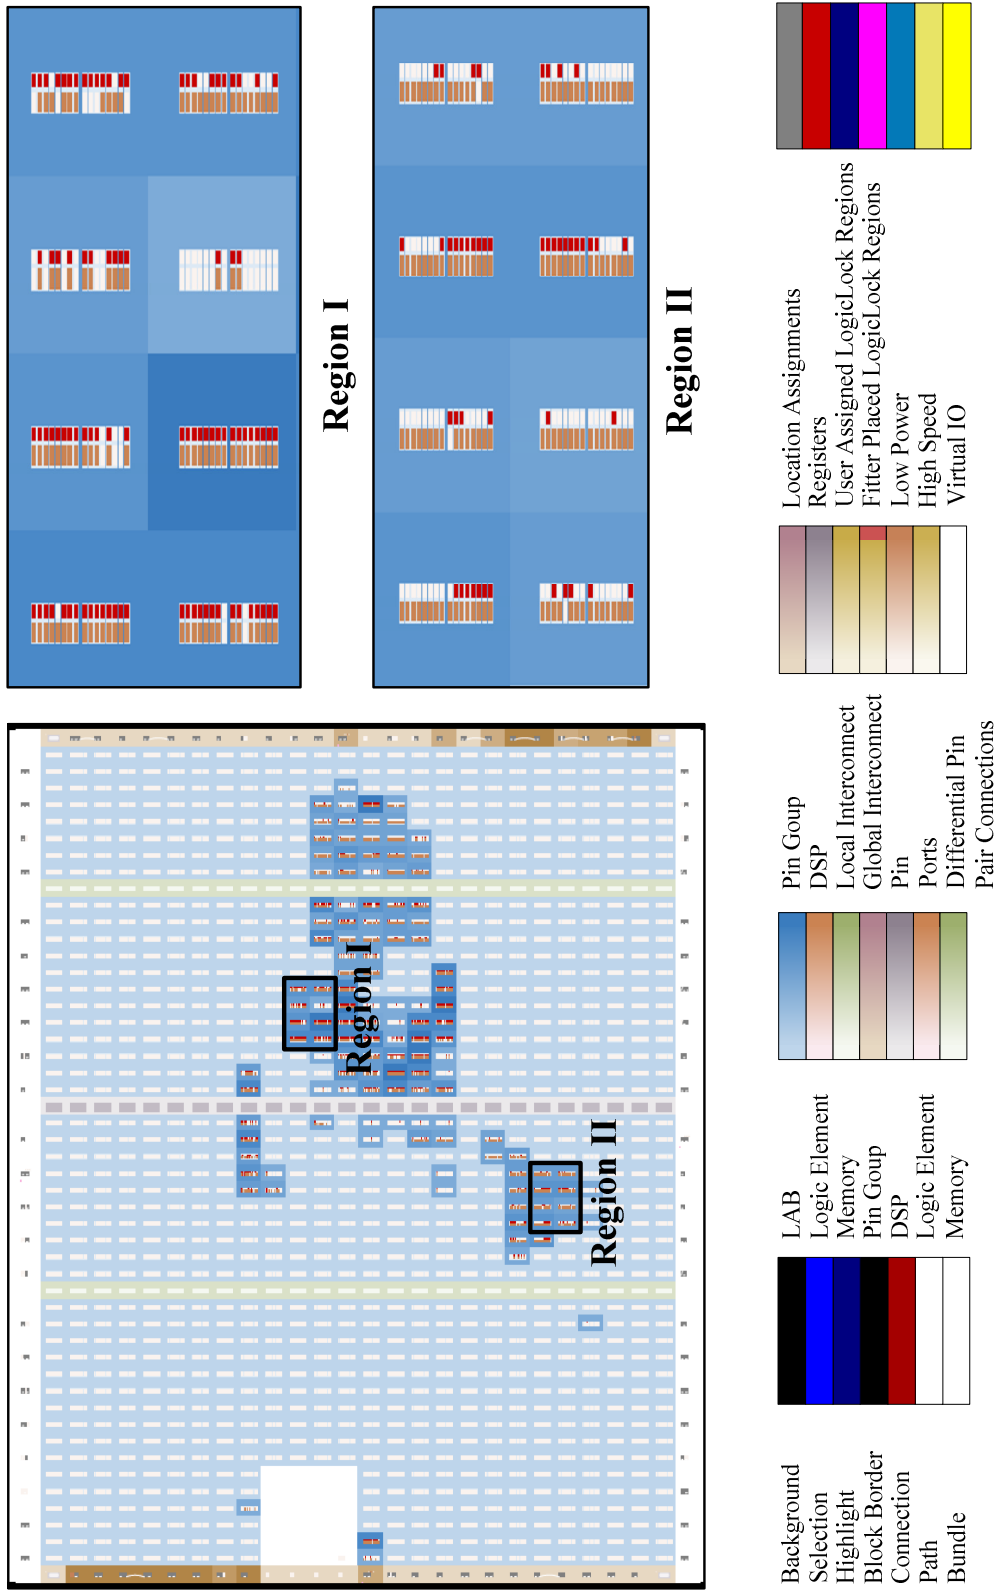 Region I
Region II
Region I
Region II
Background
Selection
Highlight
Block Border
Connection
Path
Bundle
LAB
Logic Element
Memory
Pin Goup
DSP
Logic Element
Memory
Pin Goup
DSP
Local Interconnect
Global Interconnect
Pin
Ports
Differential Pin
Pair Connections
Location Assignments
Registers
User Assigned LogicLock Regions
Fitter Placed LogicLock Regions
Low Power
High Speed
Virtual IO